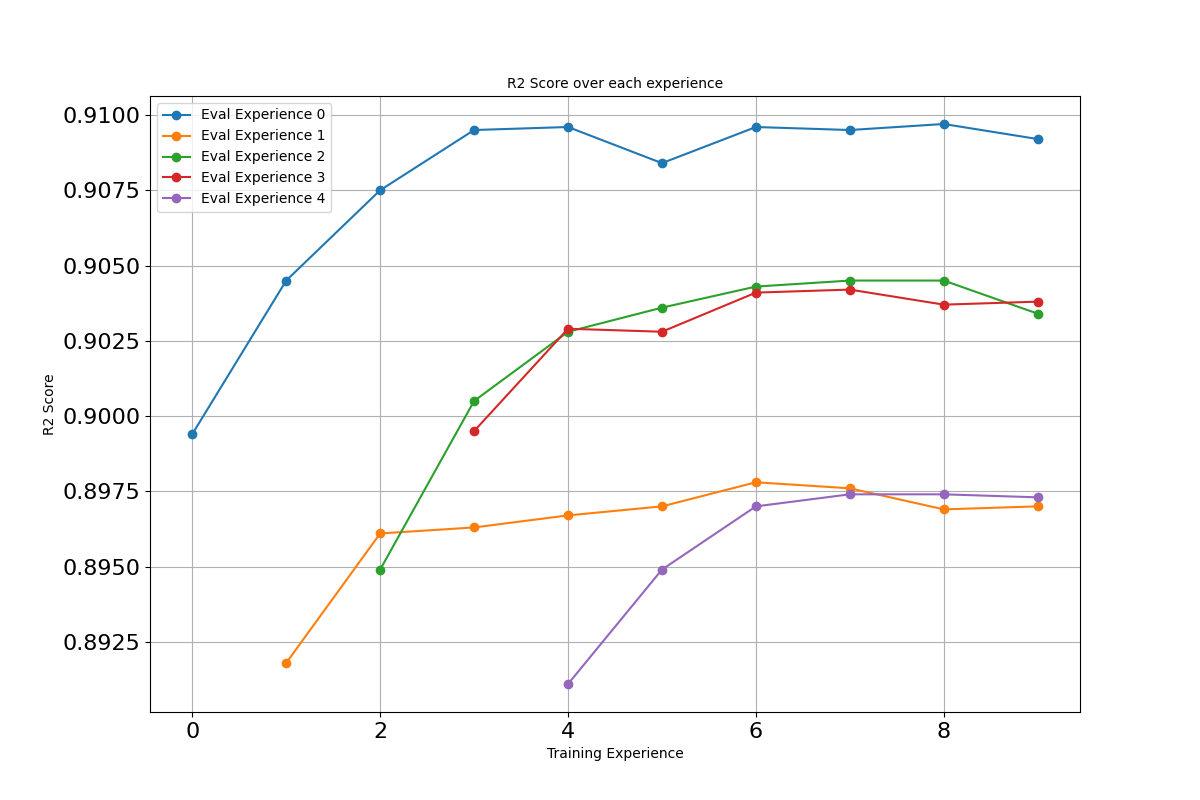 R2 Score over each experience
0.9100
0.9075
0.9050
0.9025
0.9000
0.8975
0.8950
0.8925
R2 Score
Eval Experience 0
Eval Experience 1
Eval Experience 2
Eval Experience 3
Eval Experience 4
0 2 4 6 8
Training Experience